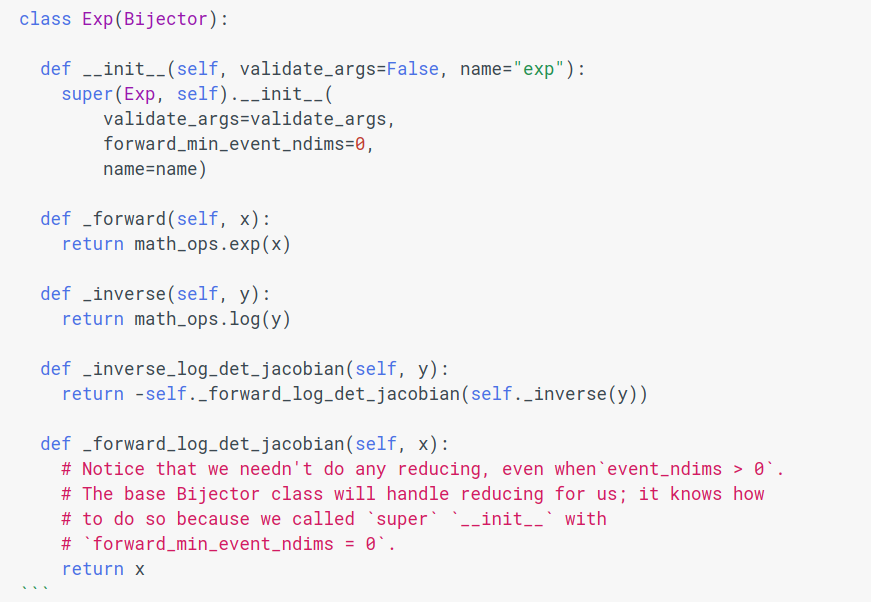 class Exp(Bijector):
def __init__(self, validate_args=False, name="exp"):
super(Exp, self).__init__(
validate_args=validate_args,
forward_min_event_ndims=0,
name=name)
def _forward(self, x):
return math_ops.exp(x)
def _inverse(self, y):
return math_ops.log(y)
def _inverse_log_det_jacobian(self, y):
return -self._forward_log_det_jacobian(self._inverse(y))
def _forward_log_det_jacobian(self, x):
# Notice that we needn't do any reducing, even when`event_ndims > 0`.
# The base Bijector class will handle reducing for us; it knows how
# to do so because we called `super` `__init__` with
# `forward_min_event_ndims = 0`.
return x
```